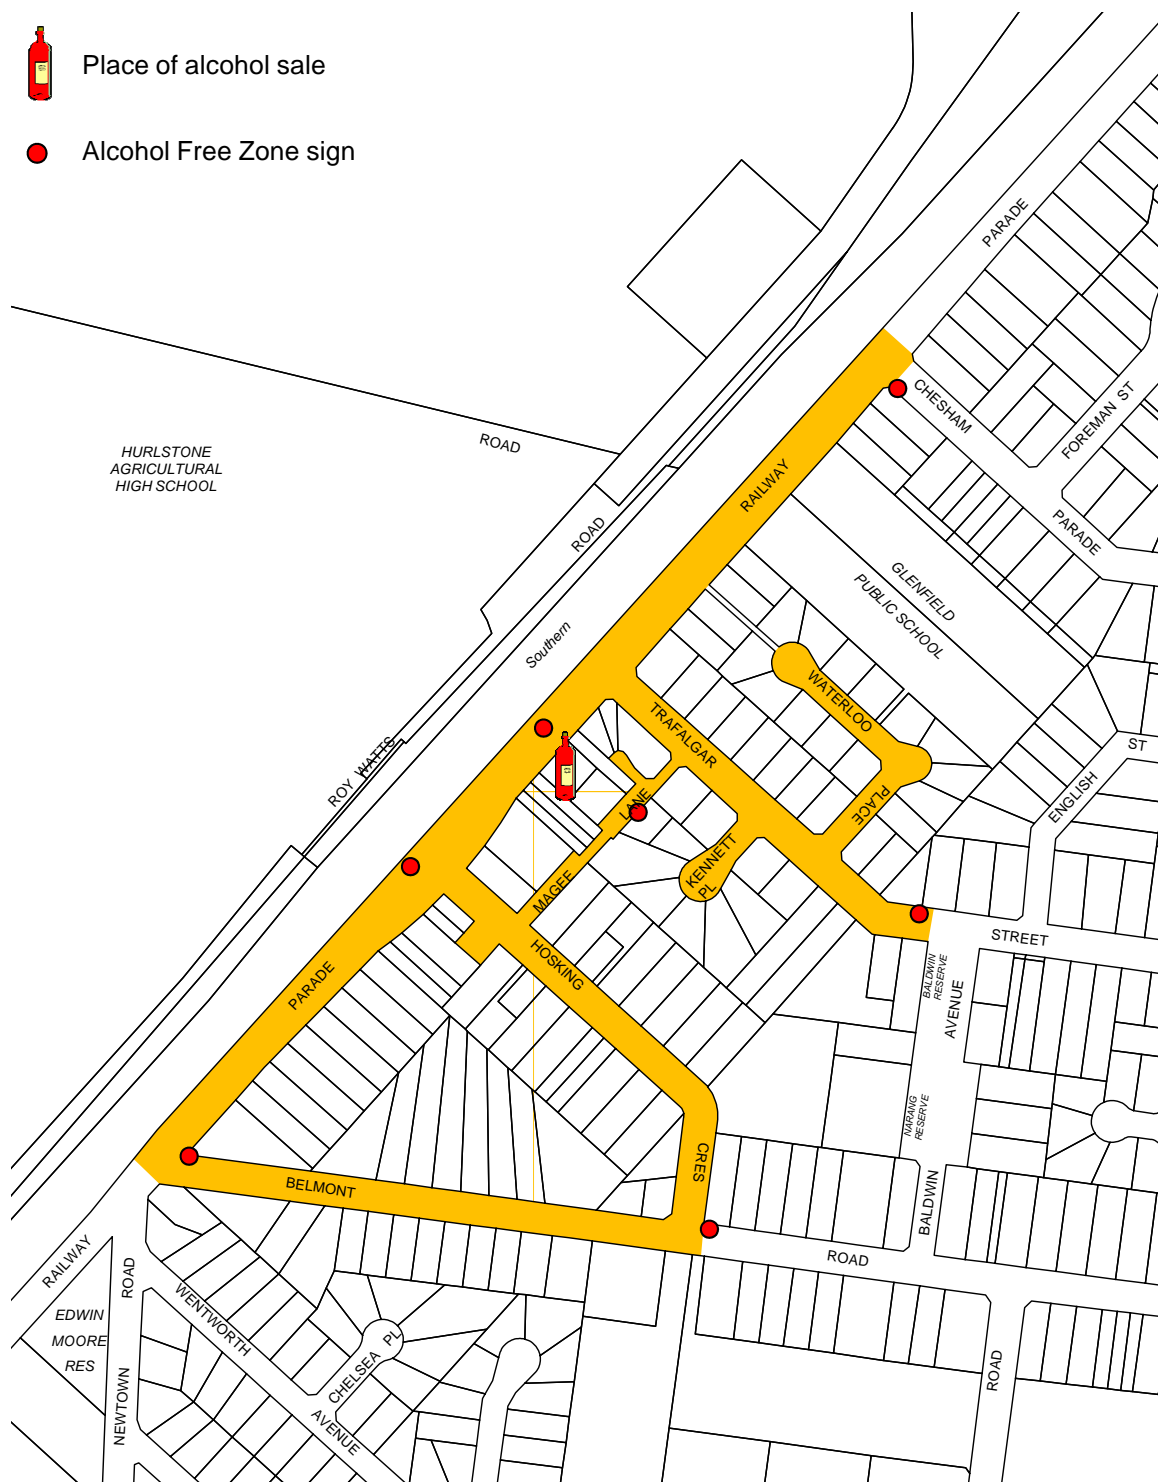 Place of alcohol sale
Alcohol Free Zone sign
PARADE
CHESHAM
FOREMAN ST
HURLSTONE
AGRICULTURAL
HIGH SCHOOL
ROAD
RAILWAY
ROAD
PARADE
GLENFIELD
PUBLIC SCHOOL
Southern
WATERLOO
TRAFALGAR
ROY WATTS
ST
ENGLISH
LANE
PLACE
KENNETT
PL
MAGEE
STREET
HOSKING
BALDWIN
RESERVE
PARADE
AVENUE
NARANG
RESERVE
CRES
BELMONT
BALDWIN
ROAD
RAILWAY
ROAD
WENTWORTH
EDWIN
MOORE
RES
CHELSEA PL
ROAD
NEWTOWN
AVENUE